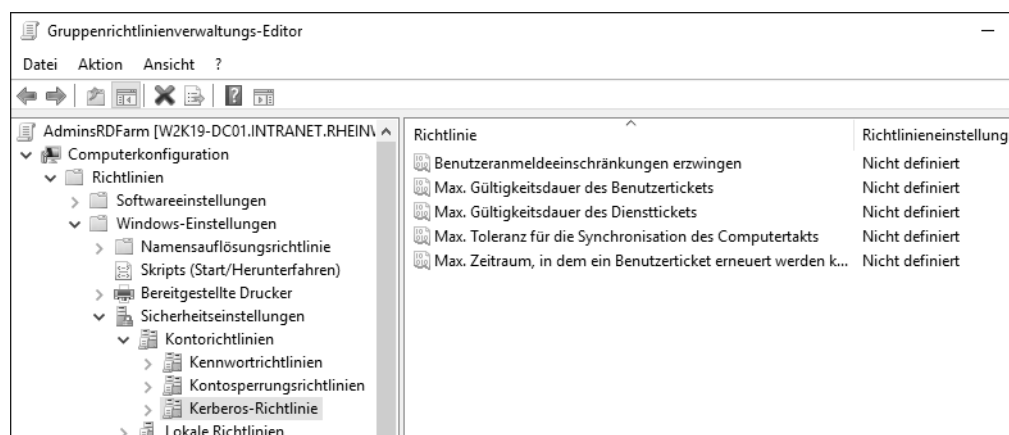 Gruppenrichtlinienverwaltungs-Editor
Datei Aktion Ansicht ?
AdminsRDFarm [W2K19-DC01.INTRANET.RHEIN
Computerkonfiguration
Richtlinien
Softwareeinstellungen
Windows-Einstellungen
Namensauflösungsrichtlinie
Skripts (Start/Herunterfahren)
Bereitgestellte Drucker
Sicherheitseinstellungen
Kontorichtlinien
Kennwortrichtlinien
Kontosperrungsrichtlinien
Kerberos-Richtlinie
Lokale Richtlinien
Richtlinie Richtlinieneinstellung
Benutzeranmeldeeinschränkungen erzwingen Nicht definiert
Max. Gültigkeitsdauer des Benutzertickets Nicht definiert
Max. Gültigkeitsdauer des Diensttickets Nicht definiert
Max. Toleranz für die Synchronisation des Computertakts Nicht definiert
Max. Zeitraum, in dem ein Benutzerticket erneuert werden k... Nicht definiert